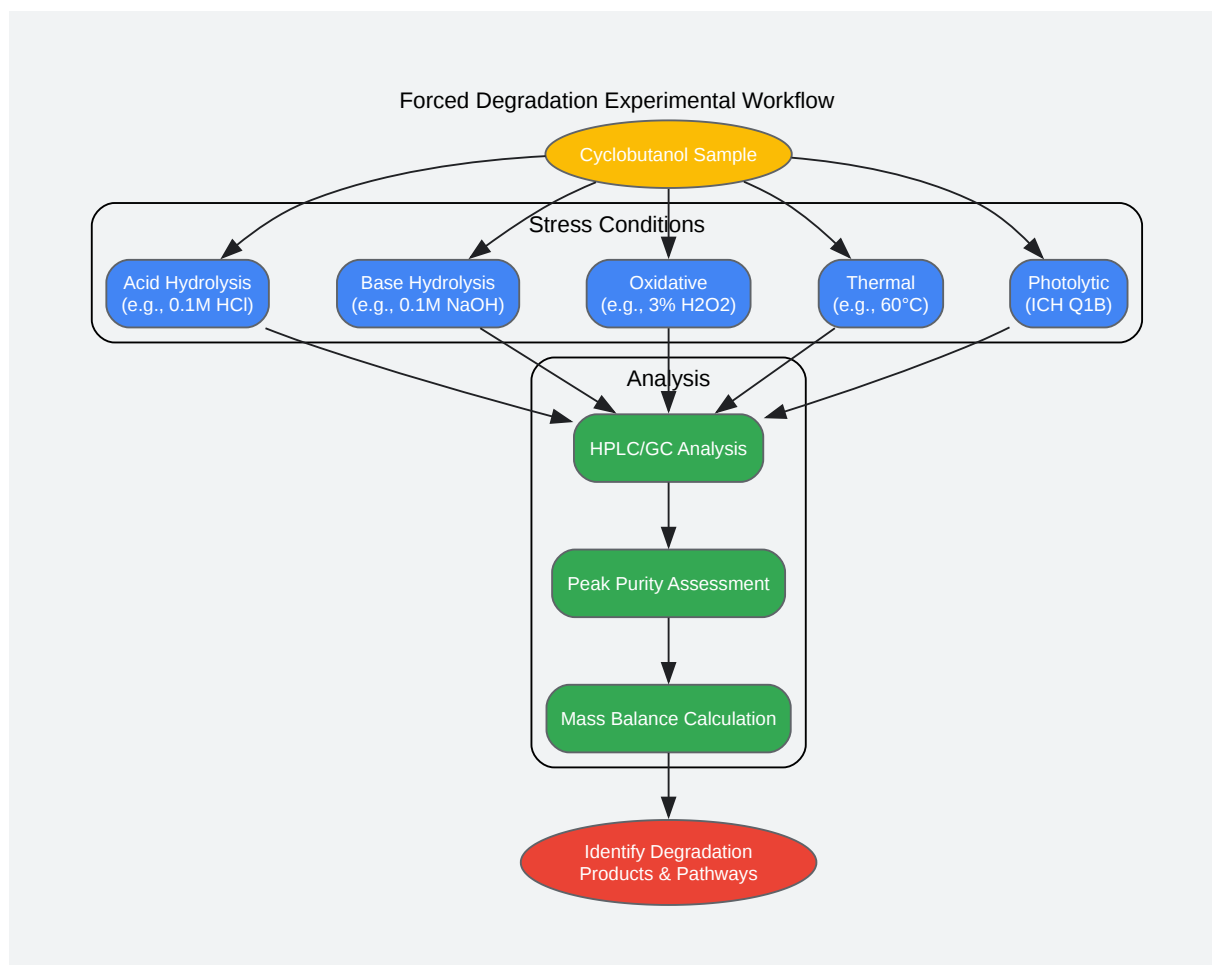 Forced Degradation Experimental Workflow
Cyclobutanol Sample
Stress Conditions
Acid Hydrolysis
(e.g., 0.1M HCl)
Base Hydrolysis
(e.g., 0.1M NaOH)
Oxidative
(e.g., 3% H2O2)
Thermal
(e.g., 60°C)
Photolytic
(ICH Q1B)
Analysis
HPLC/GC Analysis
Peak Purity Assessment
Mass Balance Calculation
Identify Degradation
Products & Pathways